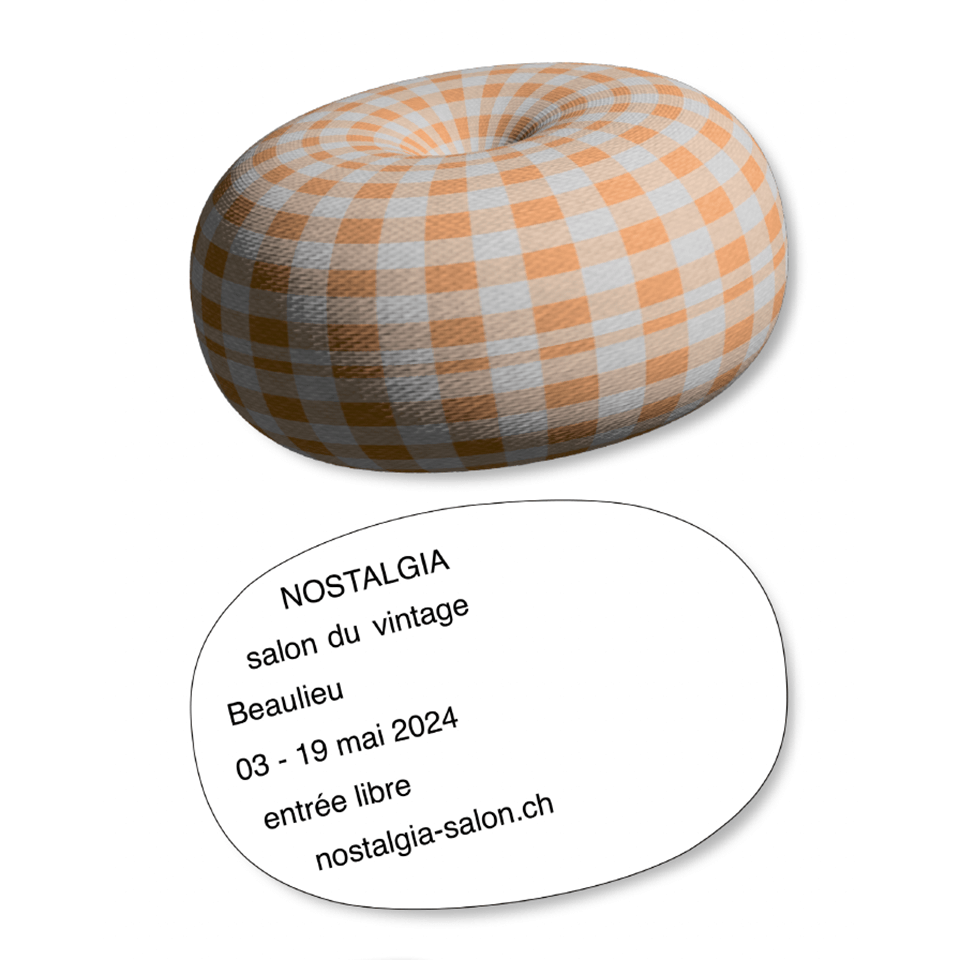 NOSTALGIA
salon du vintage
Beaulieu
03 - 19 mai 2024
entrée libre
nostalgia-salon.ch